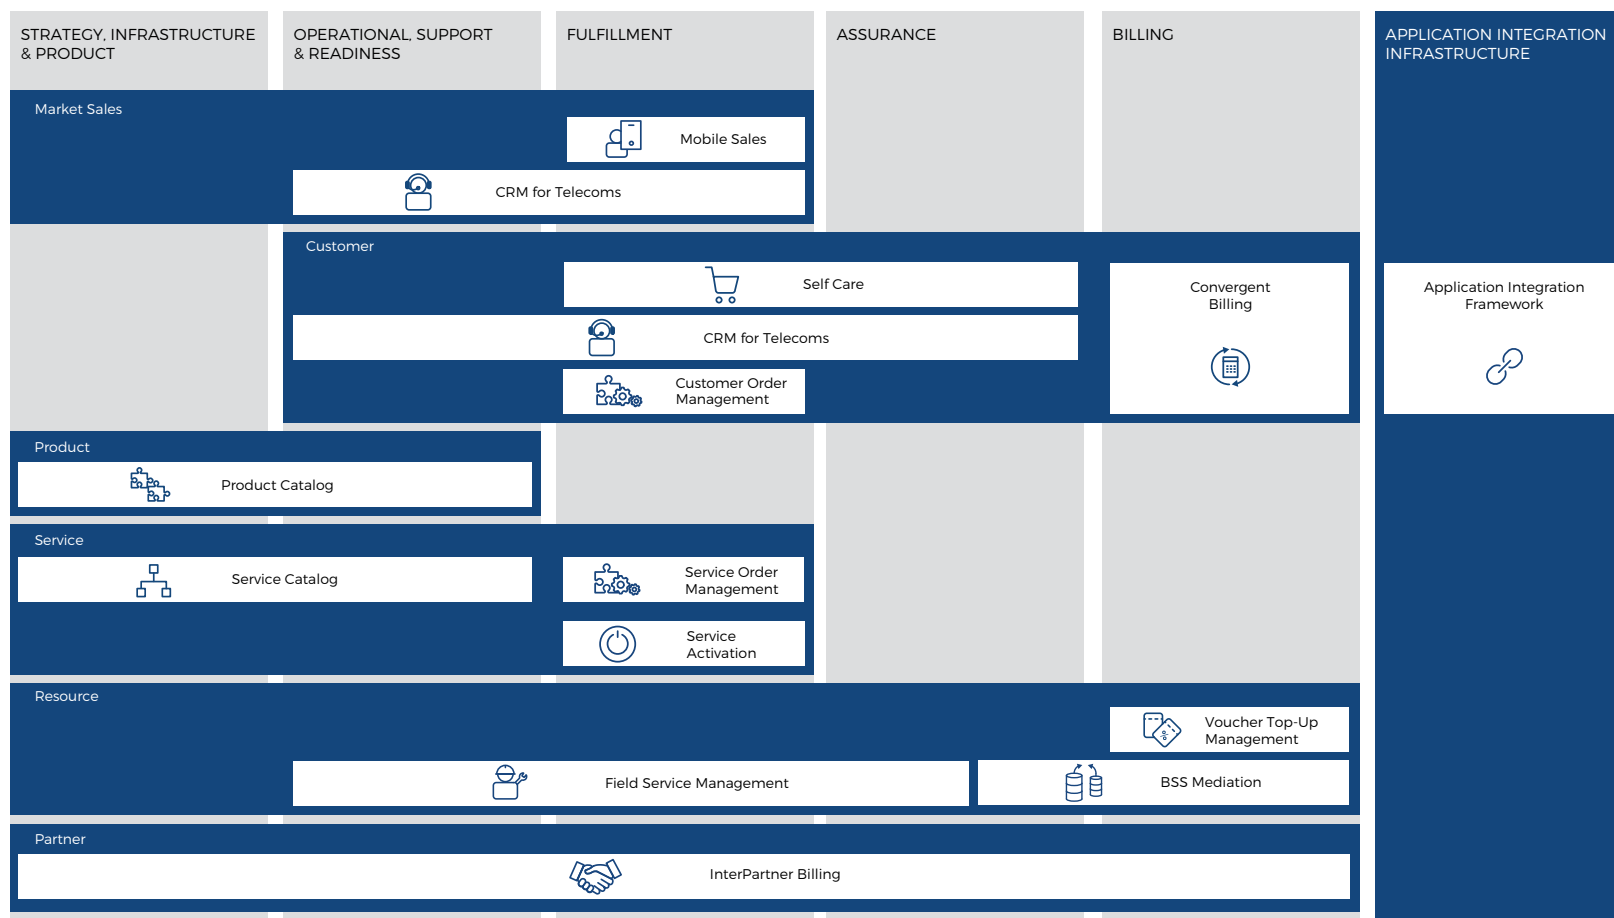 STRATEGY, INFRASTRUCTURE
& PRODUCT
OPERATIONAL, SUPPORT
& READINESS
FULFILLMENT
ASSURANCE
BILLING
APPLICATION INTEGRATION
INFRASTRUCTURE
Market Sales
Mobile Sales
CRM for Telecoms
Customer
Self Care
CRM for Telecoms
Customer Order
Management
Convergent
Billing
Application Integration
Framework
Product
Product Catalog
Service
Service Catalog
Service Order
Management
Service
Activation
Resource
Voucher Top-Up
Management
Field Service Management
BSS Mediation
Partner
InterPartner Billing